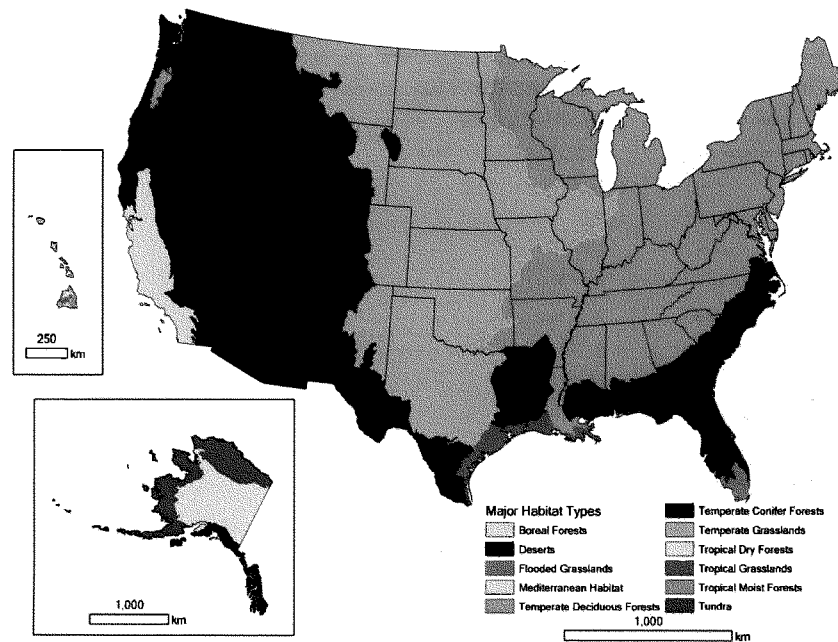 250
km
1,000
km
Major Habitat Types
Boreal Forests
Deserts
Flooded Grasslands
Mediterranean Habitat
Temperate Deciduous Forests
Temperate Conifer Forests
Temperate Grasslands
Tropical Dry Forests
Tropical Grasslands
Tropical Moist Forests
Tundra
1,000
km